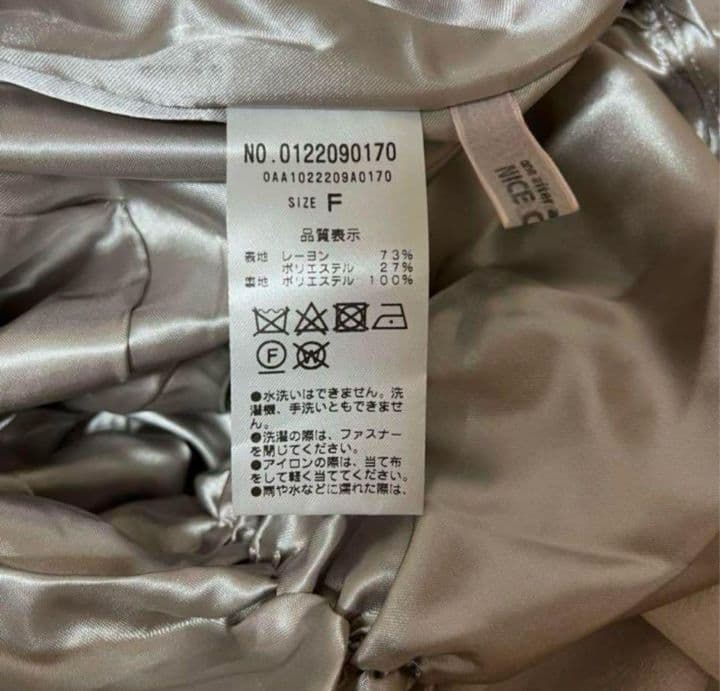 NO.0122090170
0AA1022209A0170
SIZE F
品質表示
表地 レーヨン 73%
ポリエステル 27%
裏地 ポリエステル 100%
F
W
●水洗いはできません。洗
濯機、手洗いともできませ
ん。
●洗濯の際は、ファスナー
を閉じてください。
●アイロンの際は、当て布
をして軽く当ててください。
●雨や水などに濡れた際は、
one after a
NICE C